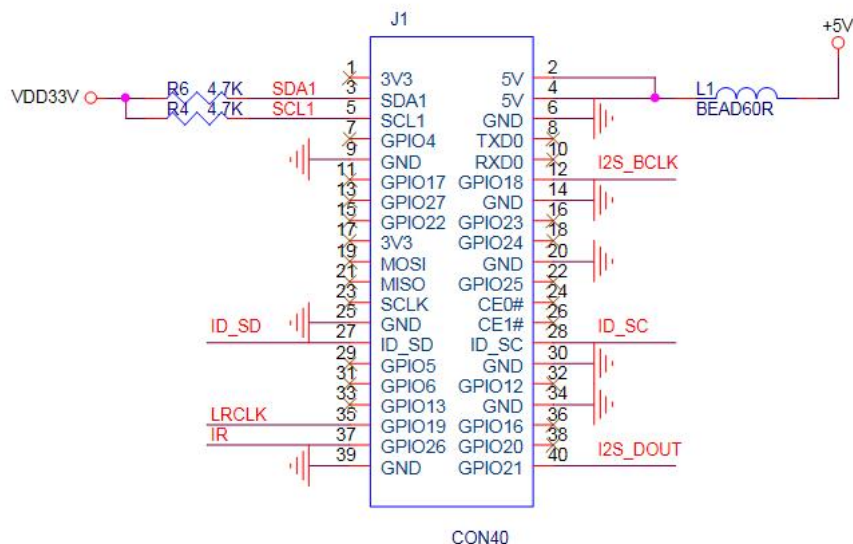 J1
+5V
1 3V3 5V 2
VDD33V R6 4.7K SDA1 3 SDA1 5V 4 L1
R4 4.7K SCL1 5 SCL1 GND 6 BEAD60R
7 GPIO4 TXD0 8
9 GND RXD0 10
11 GPIO17 GPIO18 12 I2S_BCLK
13 GPIO27 GND 14
15 GPIO22 GPIO23 16
17 3V3 GPIO24 18
19 MOSI GND 20
21 MISO GPIO25 22
23 SCLK CE0# 24
25 GND CE1# 26
ID_SD 27 ID_SD ID_SC 28 ID_SC
29 GPIO5 GND 30
31 GPIO6 GPIO12 32
33 GPIO13 GND 34
LRCLK 35 GPIO19 GPIO16 36
IR 37 GPIO26 GPIO20 38
39 GND GPIO21 40 I2S_DOUT
CON40